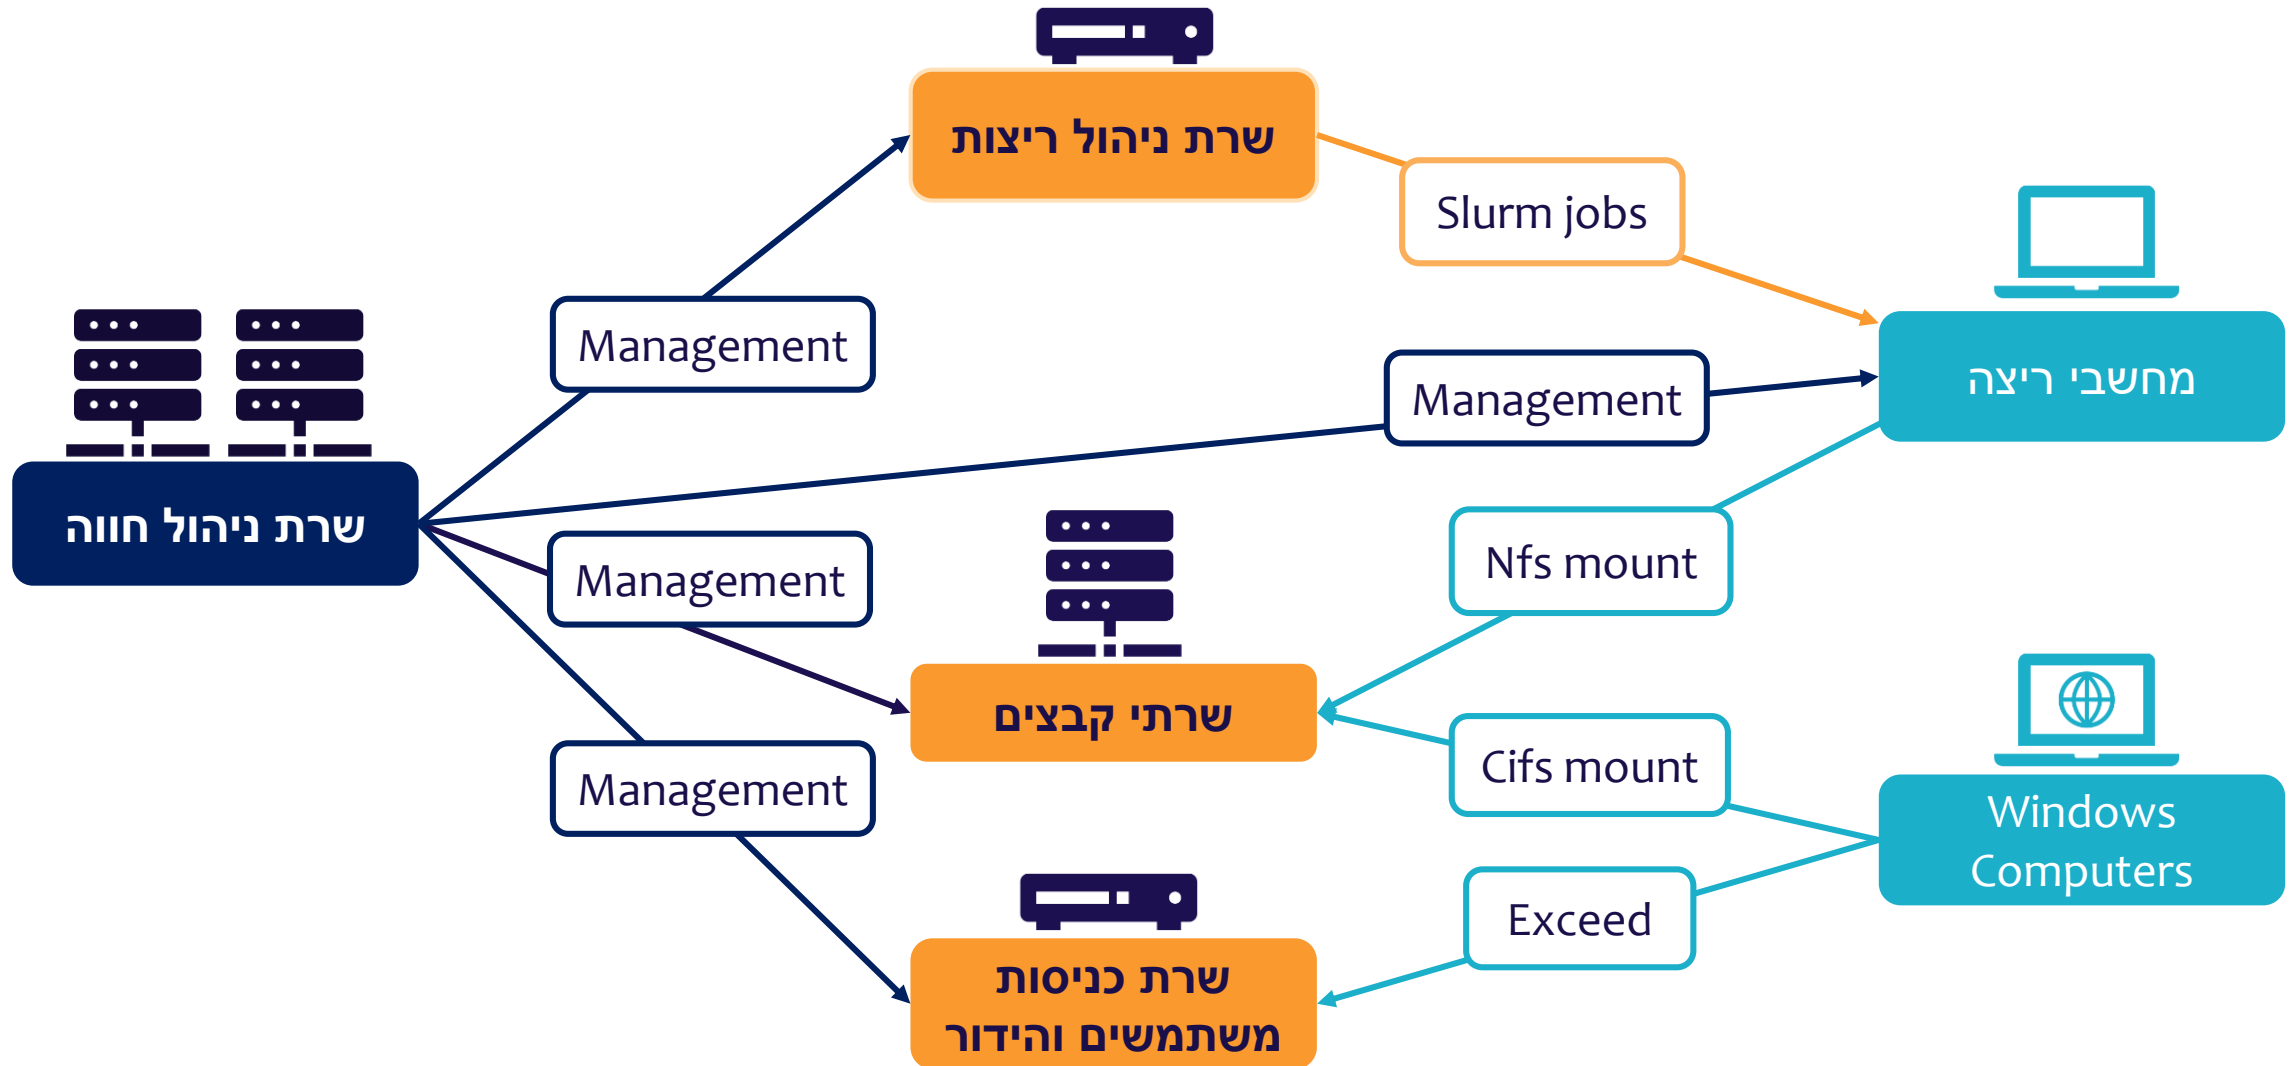 שרת ניהול ריצות
Slurm jobs
Management
מחשבי ריצה
Management
שרת ניהול חווה
Nfs mount
Management
שרתי קבצים
Cifs mount
Management
Windows
Computers
Exceed
שרת כניסות
משתמשים והידור